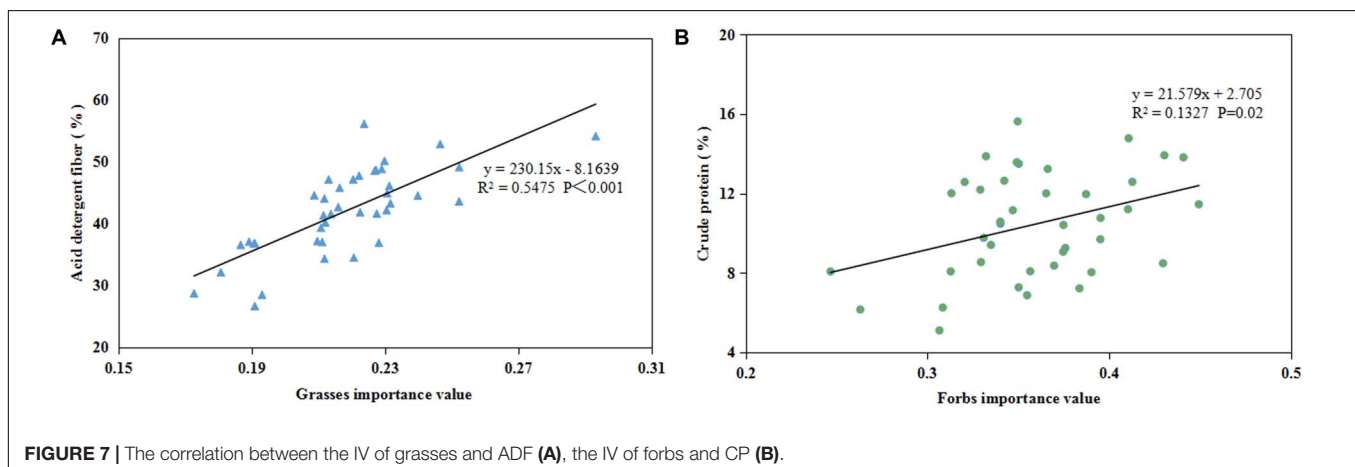 A
70
60
50
40
30
20
Acid detergent fiber ( % )
y = 230.15x - 8.1639
R² = 0.5475 P<0.001
0.15
0.19
0.23
0.27
0.31
Grasses importance value
B
20
16
12
8
4
Crude protein ( % )
y = 21.579x + 2.705
R² = 0.1327 P=0.02
0.2
0.3
0.4
0.5
Forbs importance value
FIGURE 7 | The correlation between the IV of grasses and ADF (A), the IV of forbs and CP (B).